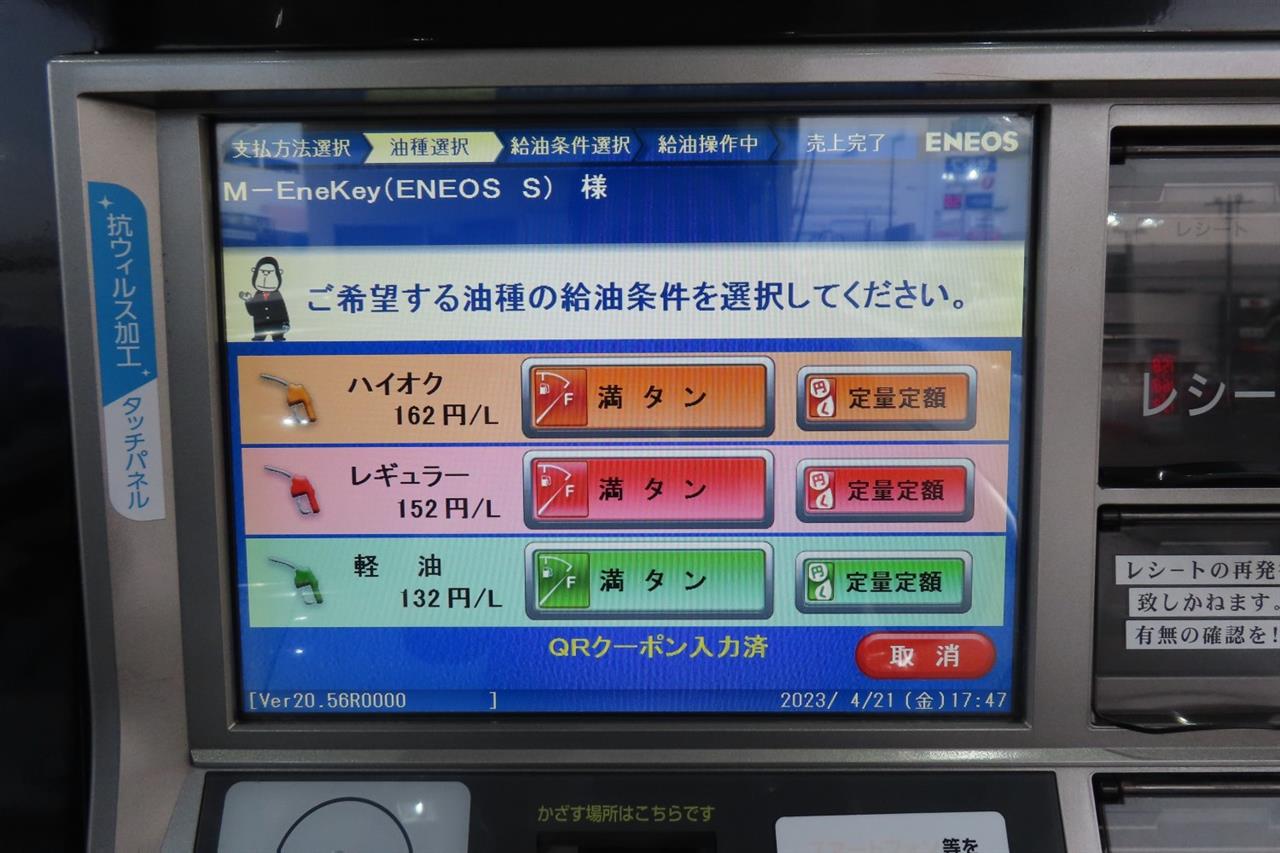 支払方法選択 油種選択 給油条件選択 給油操作中 売上完了 ENEOS
M－EneKey(ENEOS S) 様
ご希望する油種の給油条件を選択してください。
ハイオク
162円/L
F 満タン
円 L 定量定額
レギュラー
152円/L
F 満タン
円 L 定量定額
軽油
132円/L
F 満タン
円 L 定量定額
QRクーポン入力済
取消
[Ver20.56R0000 ]
2023/ 4/21 (金)17:47
抗ウィルス加工
タッチパネル
レシート
レシー
レシートの再発
致しかねます。
有無の確認を!
かざす場所はこちらです
等を